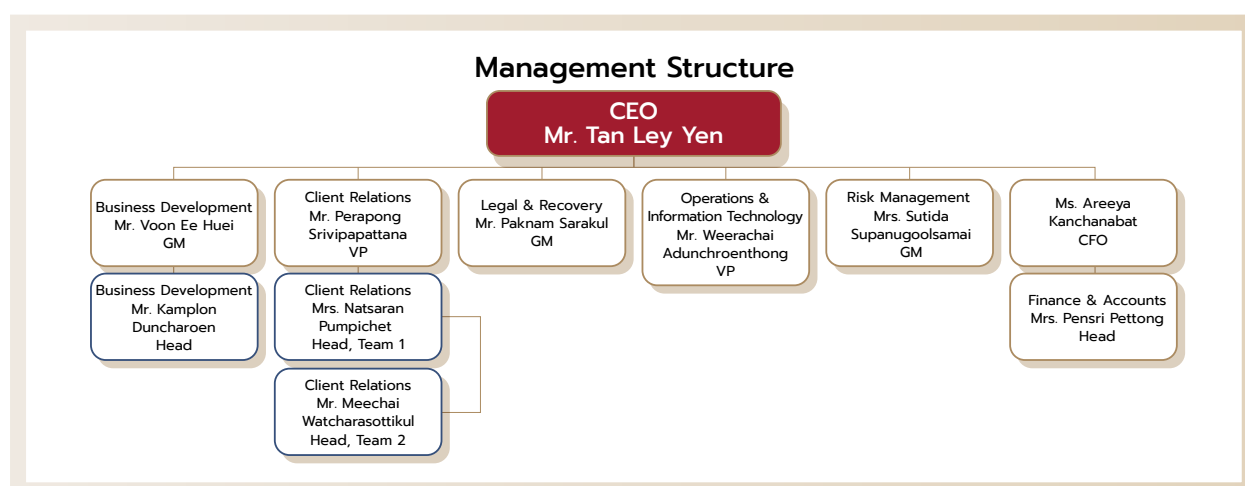 Management Structure
CEO
Mr. Tan Ley Yen
Business Development
Mr. Voon Ee Huei
GM
Client Relations
Mr. Perapong
Srivipapattana
VP
Legal & Recovery
Mr. Paknam Sarakul
GM
Operations &
Information Technology
Mr. Weerachai
Adunchroenthong
VP
Risk Management
Mrs. Sutida
Supanugoolsamai
GM
Ms. Areeya
Kanchanabat
CFO
Business Development
Mr. Kamplon
Duncharoen
Head
Client Relations
Mrs. Natsaran
Pumpichet
Head, Team 1
Finance & Accounts
Mrs. Pensri Pettong
Head
Client Relations
Mr. Meechai
Watcharasottikul
Head, Team 2